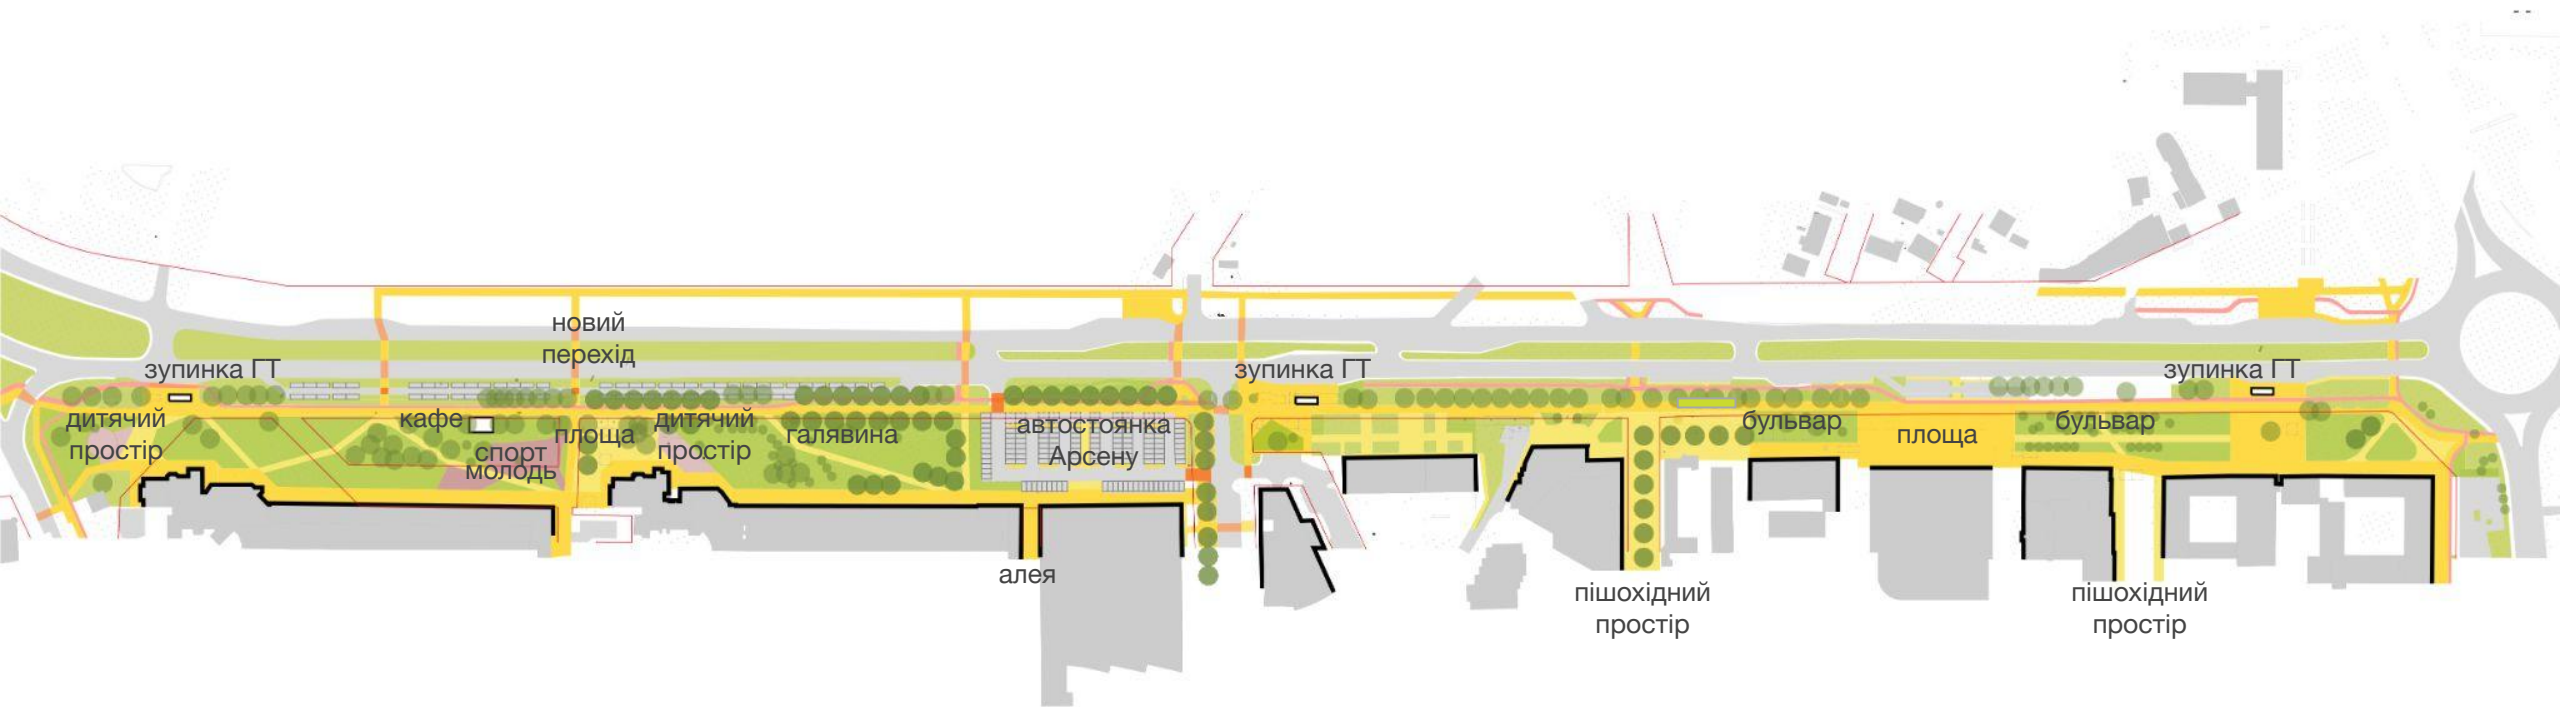 новий
перехід
зупинка ГТ
зупинка ГТ
зупинка ГТ
дитячий
простір
кафе
спорт
молодь
площа
дитячий
простір
галявина
автостоянка
Арсену
бульвар
площа
бульвар
алея
пішохідний
простір
пішохідний
простір